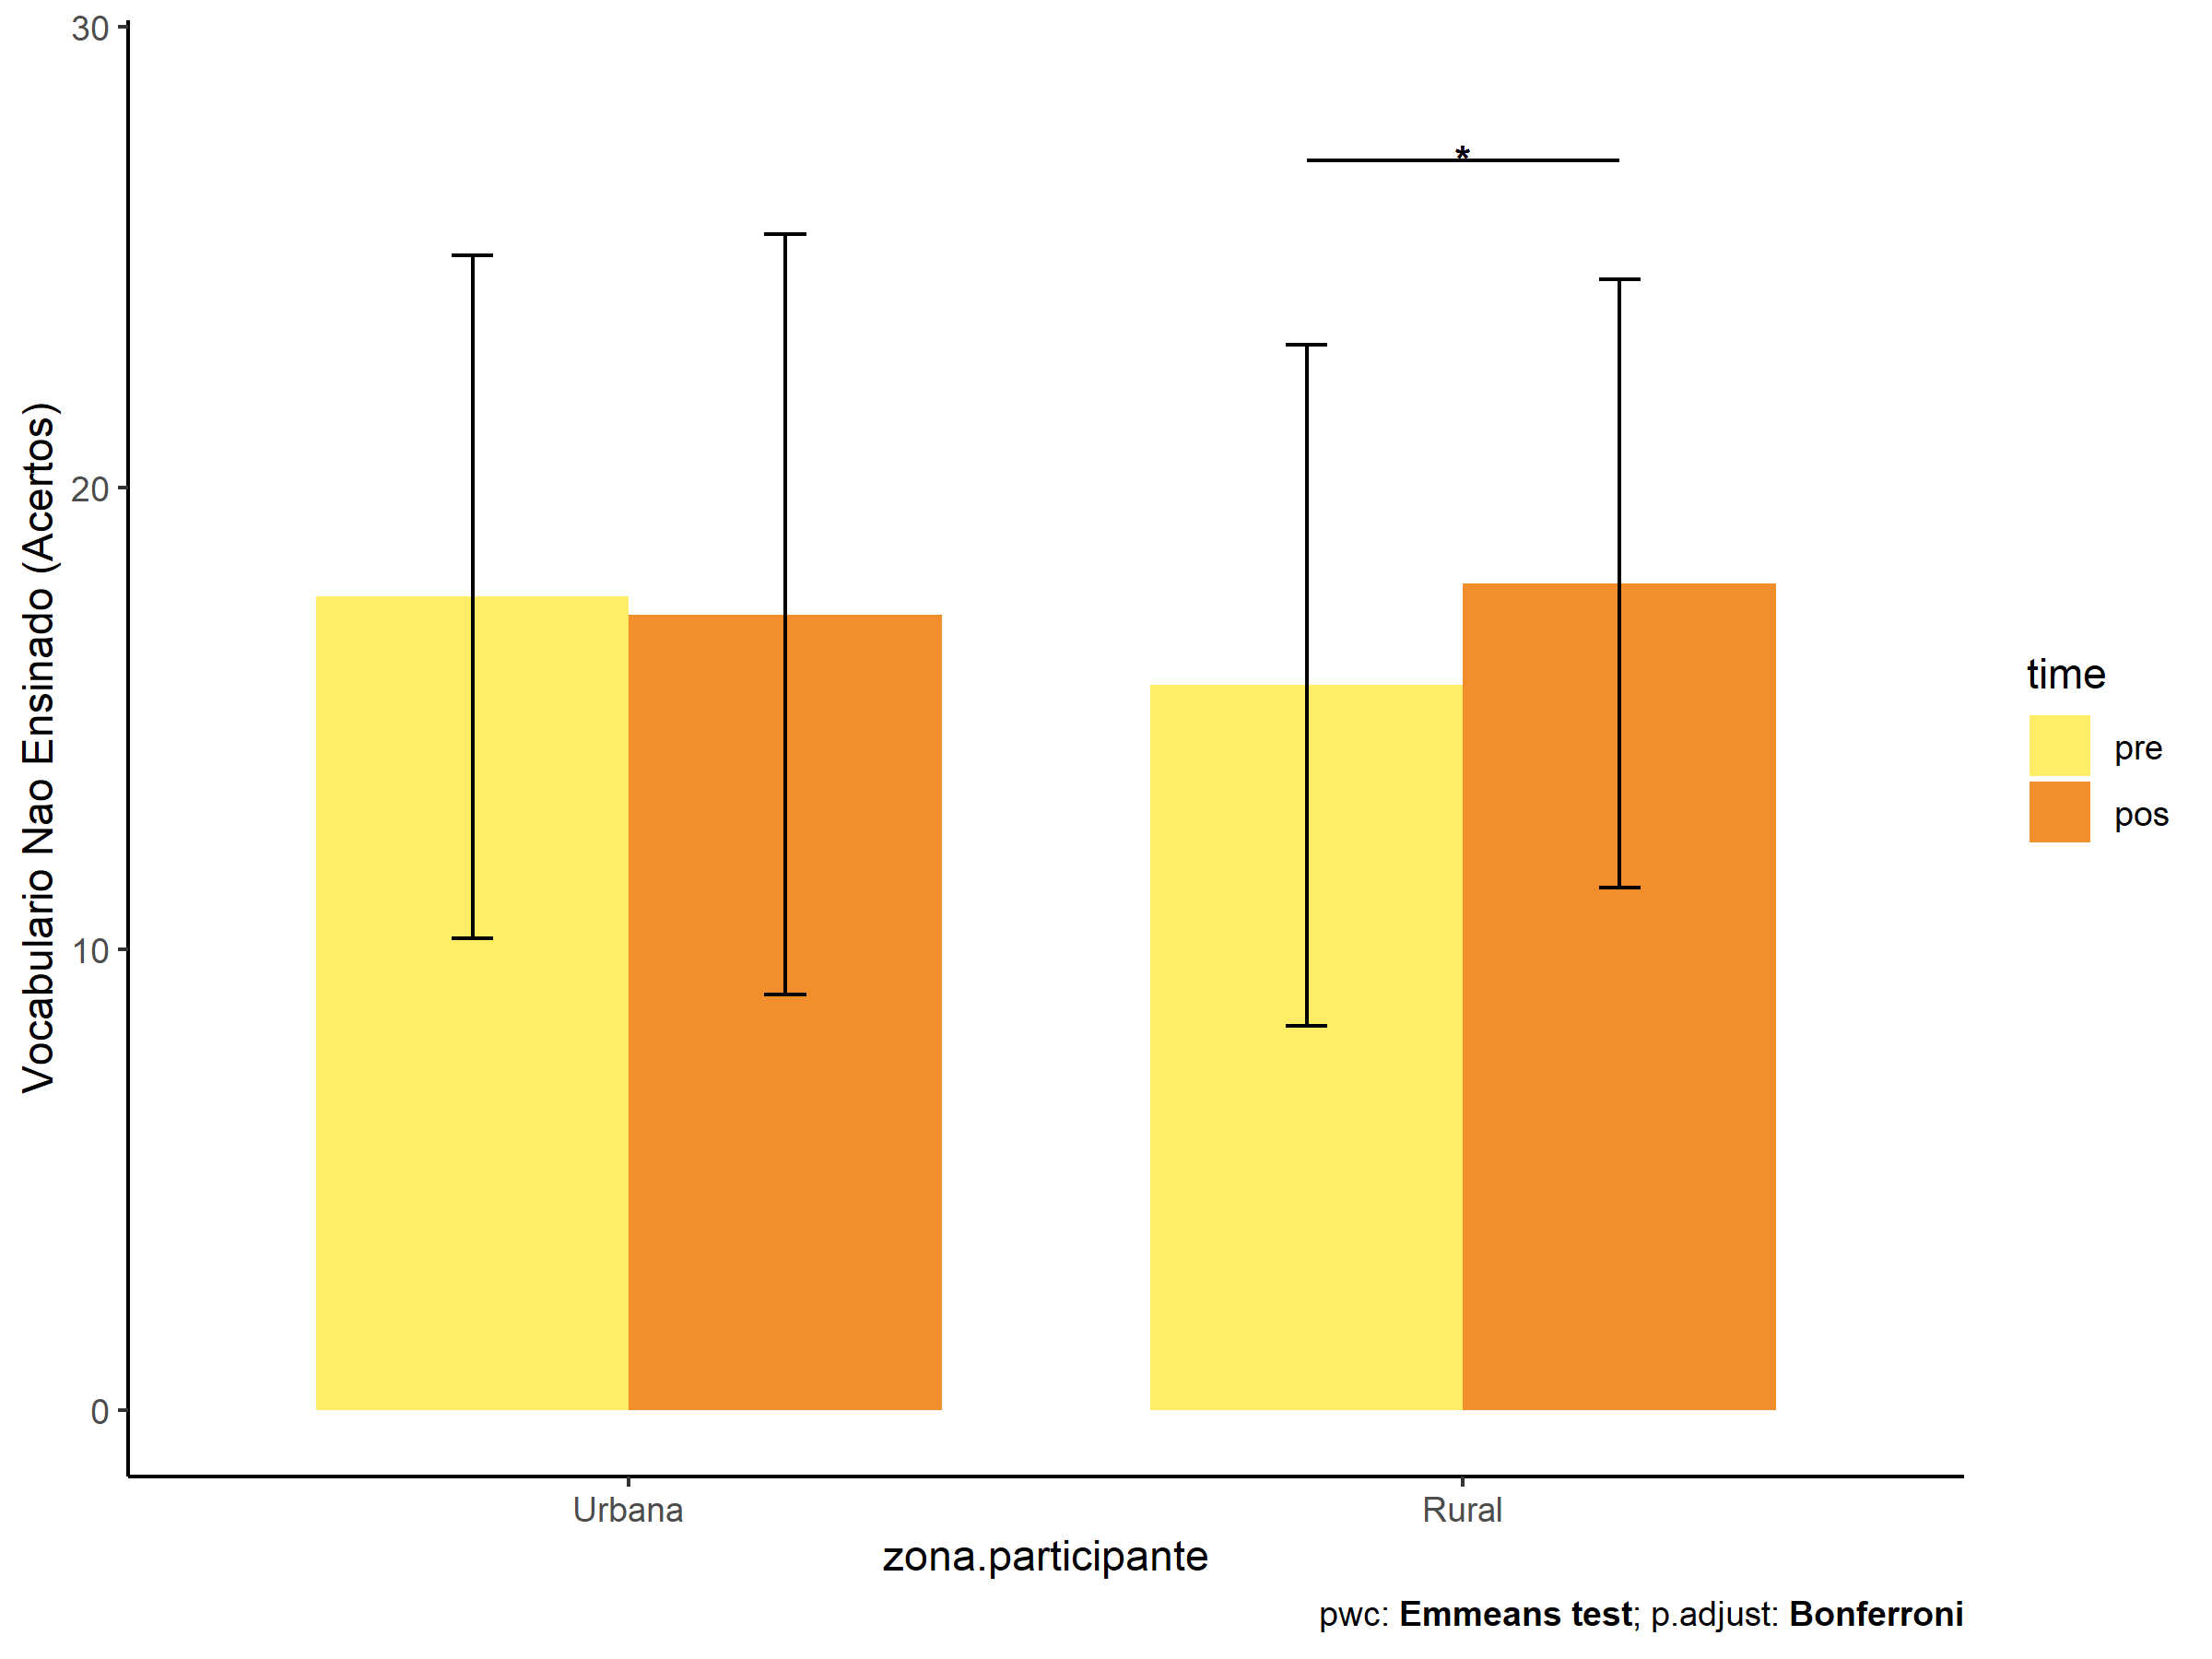 30
20
10
0
Vocabulario Nao Ensinado (Acertos)
*
Urbana
Rural
zona.participante
time
pre
pos
pwc: Emmeans test; p.adjust: Bonferroni